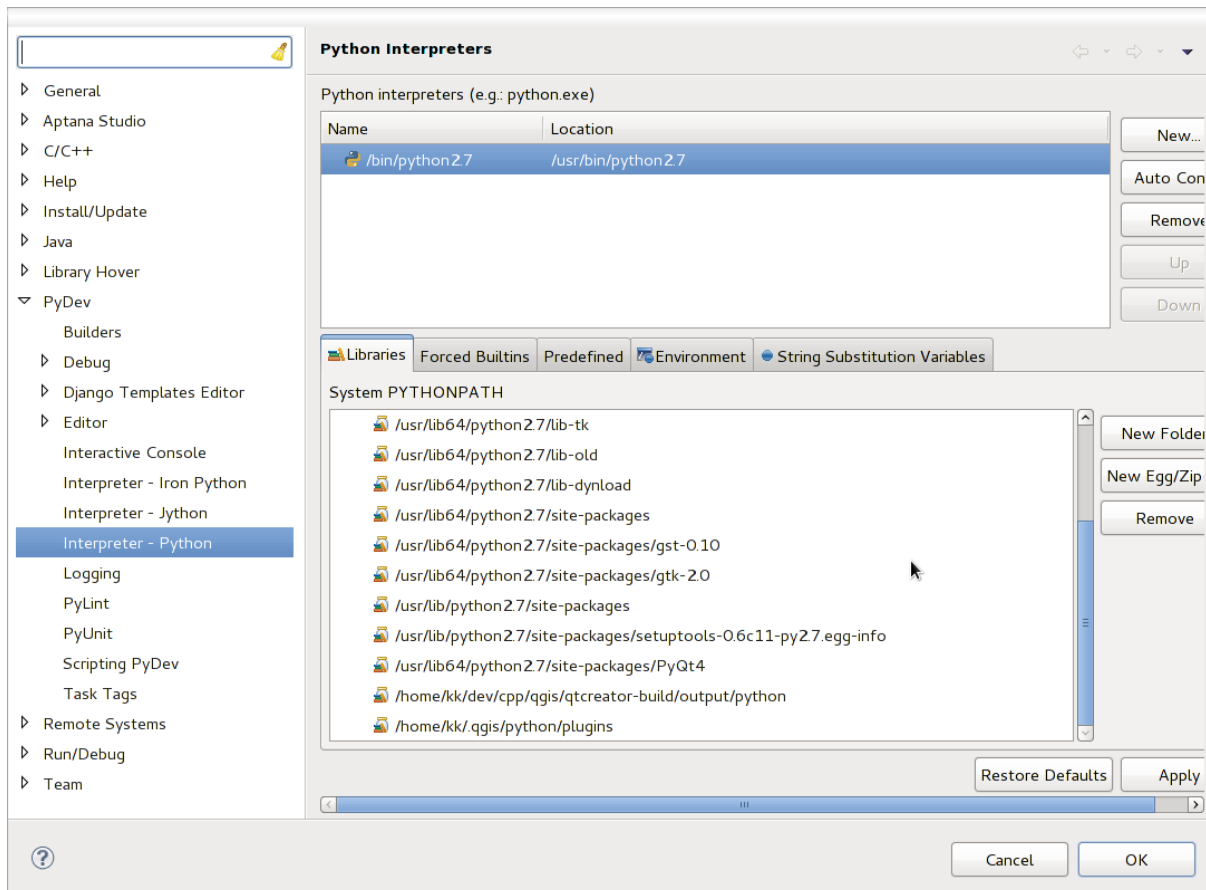 Python Interpreters
General
Aptana Studio
C/C++
Help
Install/Update
Java
Library Hover
PyDev
Builders
Debug
Django Templates Editor
Editor
Interactive Console
Interpreter - Iron Python
Interpreter - Jython
Interpreter - Python
Logging
PyLint
PyUnit
Scripting PyDev
Task Tags
Remote Systems
Run/Debug
Team
Python interpreters (e.g.: python.exe)
Name Location
/bin/python2.7 /usr/bin/python2.7
New...
Auto Con
Remove
Up
Down
Libraries Forced Builtins Predefined Environment String Substitution Variables
System PYTHONPATH
/usr/lib64/python2.7/lib-tk
/usr/lib64/python2.7/lib-old
/usr/lib64/python2.7/lib-dynload
/usr/lib64/python2.7/site-packages
/usr/lib64/python2.7/site-packages/gst-0.10
/usr/lib64/python2.7/site-packages/gtk-2.0
/usr/lib/python2.7/site-packages
/usr/lib/python2.7/site-packages/setuptools-0.6c11-py2.7.egg-info
/usr/lib64/python2.7/site-packages/PyQt4
/home/kk/dev/cpp/qgis/qtcreator-build/output/python
/home/kk/.qgis/python/plugins
New Folder
New Egg/Zip
Remove
Restore Defaults Apply
? Cancel OK